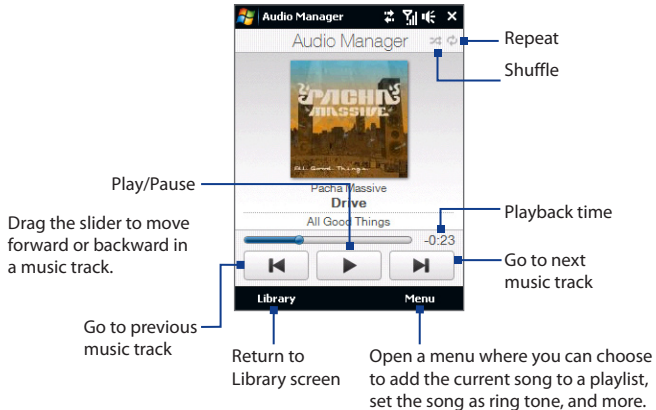 Audio Manager
Audio Manager
Repeat
Shuffle
PACHA
MASSIVE
All Good Things
Play/Pause
Pacha Massive
Drive
All Good Things
Playback time
-0:23
Drag the slider to move
forward or backward in
a music track.
Go to next
music track
Library
Menu
Go to previous
music track
Return to
Library screen
Open a menu where you can choose
to add the current song to a playlist,
set the song as ring tone, and more.